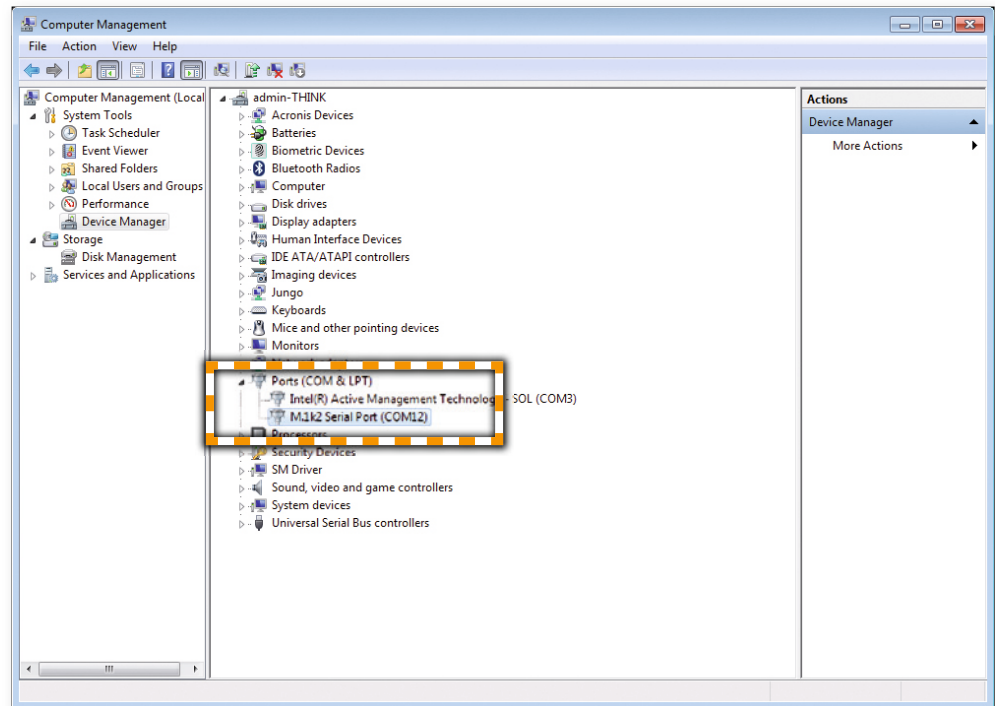 Computer Management
File Action View Help
Computer Management (Local
System Tools
Task Scheduler
Event Viewer
Shared Folders
Local Users and Groups
Performance
Device Manager
Storage
Disk Management
Services and Applications
admin-THINK
Acronis Devices
Batteries
Biometric Devices
Bluetooth Radios
Computer
Disk drives
Display adapters
Human Interface Devices
IDE ATA/ATAPI controllers
Imaging devices
Jungo
Keyboards
Mice and other pointing devices
Monitors
Ports (COM & LPT)
Intel(R) Active Management Technology - SOL (COM3)
M.1k2 Serial Port (COM12)
Processors
Security Devices
SM Driver
Sound, video and game controllers
System devices
Universal Serial Bus controllers
Actions
Device Manager
More Actions